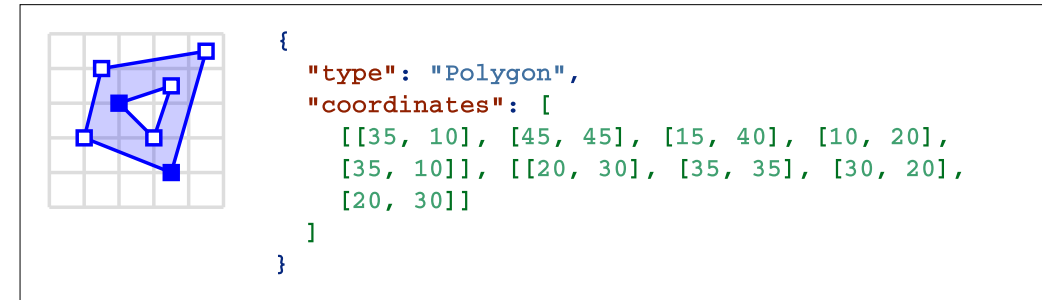 {
"type": "Polygon",
"coordinates": [
[[35, 10], [45, 45], [15, 40], [10, 20],
[35, 10]], [[20, 30], [35, 35], [30, 20],
[20, 30]]
]
}